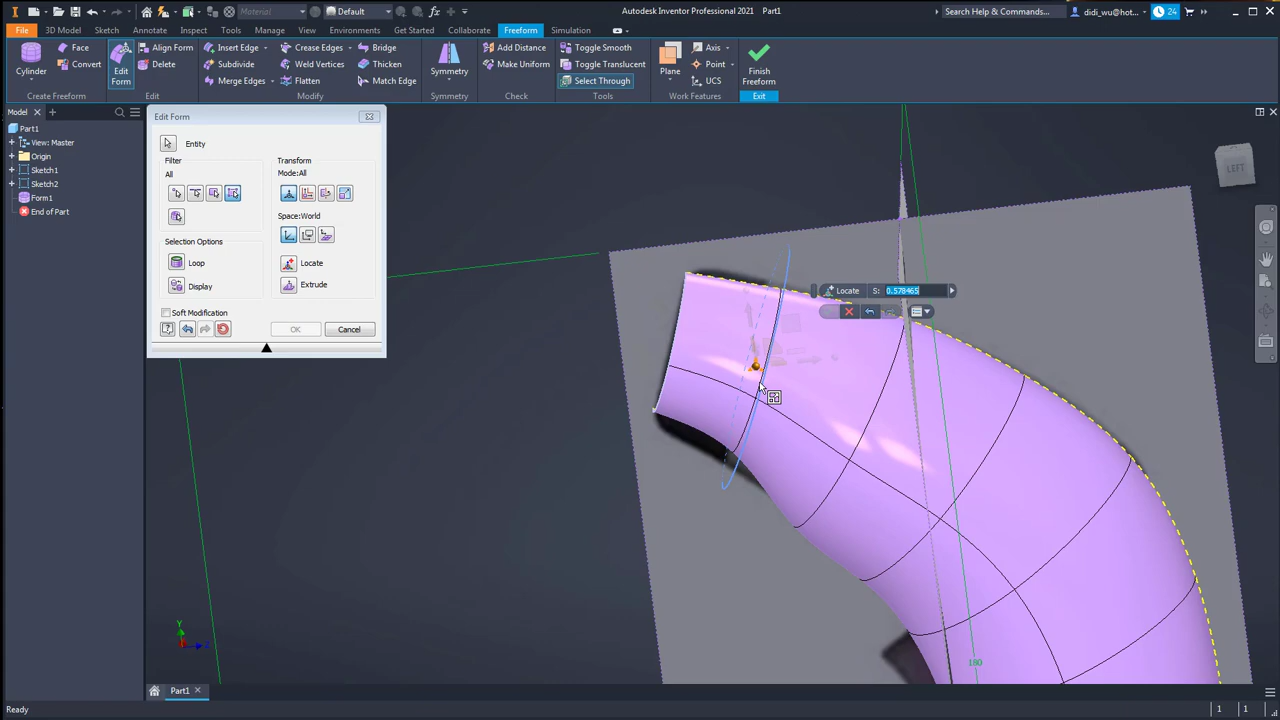 Material
Default
Autodesk Inventor Professional 2021 Part1
Search Help & Commands...
didi_wu@hot...
24
File
3D Model
Sketch
Annotate
Inspect
Tools
Manage
View
Environments
Get Started
Collaborate
Freeform
Simulation
Cylinder
Face
Convert
Edit
Form
Align Form
Delete
Insert Edge
Subdivide
Merge Edges
Crease Edges
Weld Vertices
Flatten
Bridge
Thicken
Match Edge
Symmetry
Add Distance
Make Uniform
Toggle Smooth
Toggle Translucent
Select Through
Plane
Axis
Point
UCS
Finish
Freeform
Create Freeform
Edit
Modify
Symmetry
Check
Tools
Work Features
Exit
Model
Part1
View: Master
Origin
Sketch1
Sketch2
Form1
End of Part
Edit Form
Entity
Filter
All
Transform
Mode:All
Space:World
Selection Options
Loop
Display
Locate
Extrude
Soft Modification
OK
Cancel
LEFT
Locate
S:
0.578465
180
Y
Z
Part1
Ready
1
1